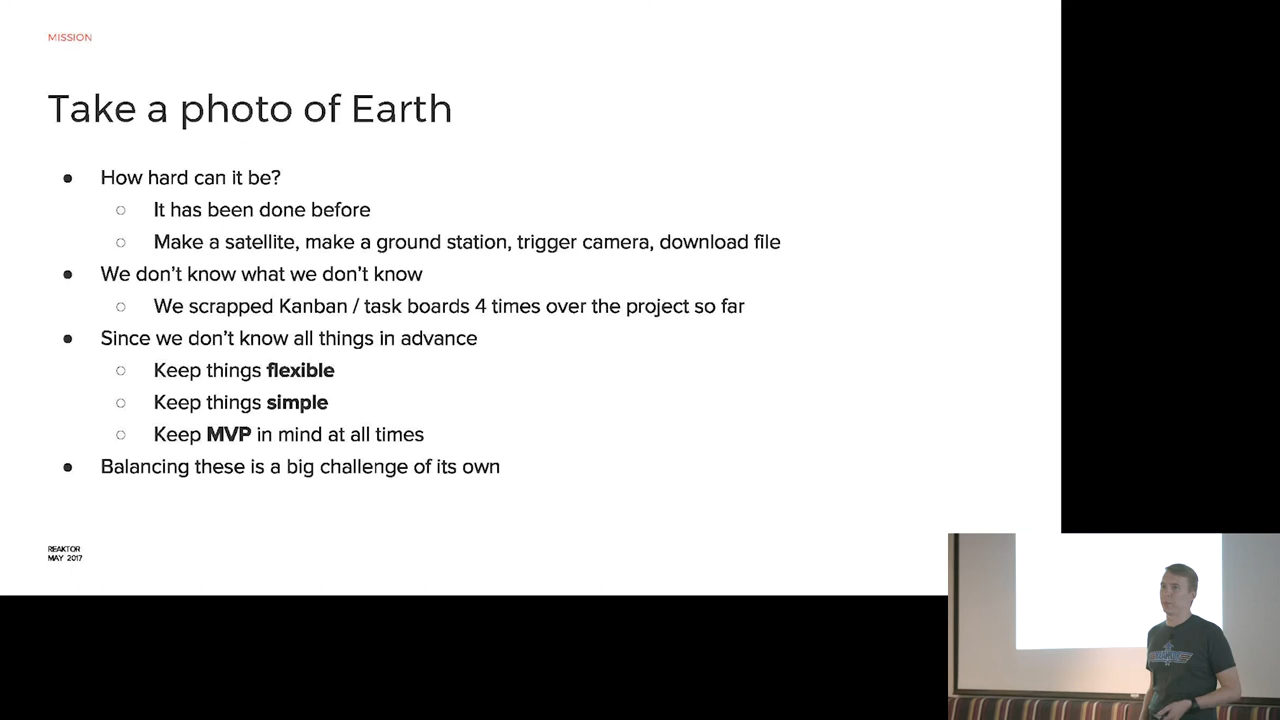 MISSION
Take a photo of Earth
● How hard can it be?
○ It has been done before
○ Make a satellite, make a ground station, trigger camera, download file
● We don’t know what we don’t know
○ We scrapped Kanban / task boards 4 times over the project so far
● Since we don’t know all things in advance
○ Keep things flexible
○ Keep things simple
○ Keep MVP in mind at all times
● Balancing these is a big challenge of its own
REAKTOR
MAY 2017